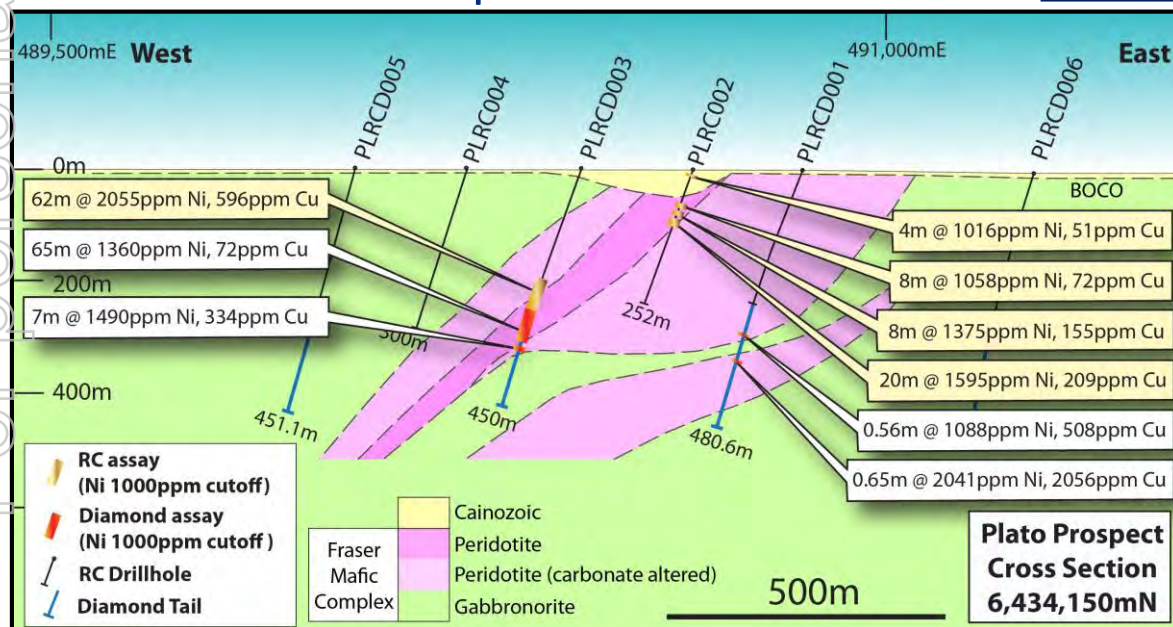 489,500mE
West
491,000mE
East
PLRCD005
PLRC004
PLRCD003
PLRC002
PLRCD001
PLRCD006
0m
BOCO
62m @ 2055ppm Ni, 596ppm Cu
65m @ 1360ppm Ni, 72ppm Cu
7m @ 1490ppm Ni, 334ppm Cu
200m
400m
4m @ 1016ppm Ni, 51ppm Cu
8m @ 1058ppm Ni, 72ppm Cu
8m @ 1375ppm Ni, 155ppm Cu
20m @ 1595ppm Ni, 209ppm Cu
0.56m @ 1088ppm Ni, 508ppm Cu
0.65m @ 2041ppm Ni, 2056ppm Cu
252m
300m
451.1m
450m
480.6m
RC assay
(Ni 1000ppm cutoff)
Diamond assay
(Ni 1000ppm cutoff)
RC Drillhole
Diamond Tail
Fraser
Mafic
Complex
Cainozoic
Peridotite
Peridotite (carbonate altered)
Gabbronorite
500m
Plato Prospect
Cross Section
6,434,150mN